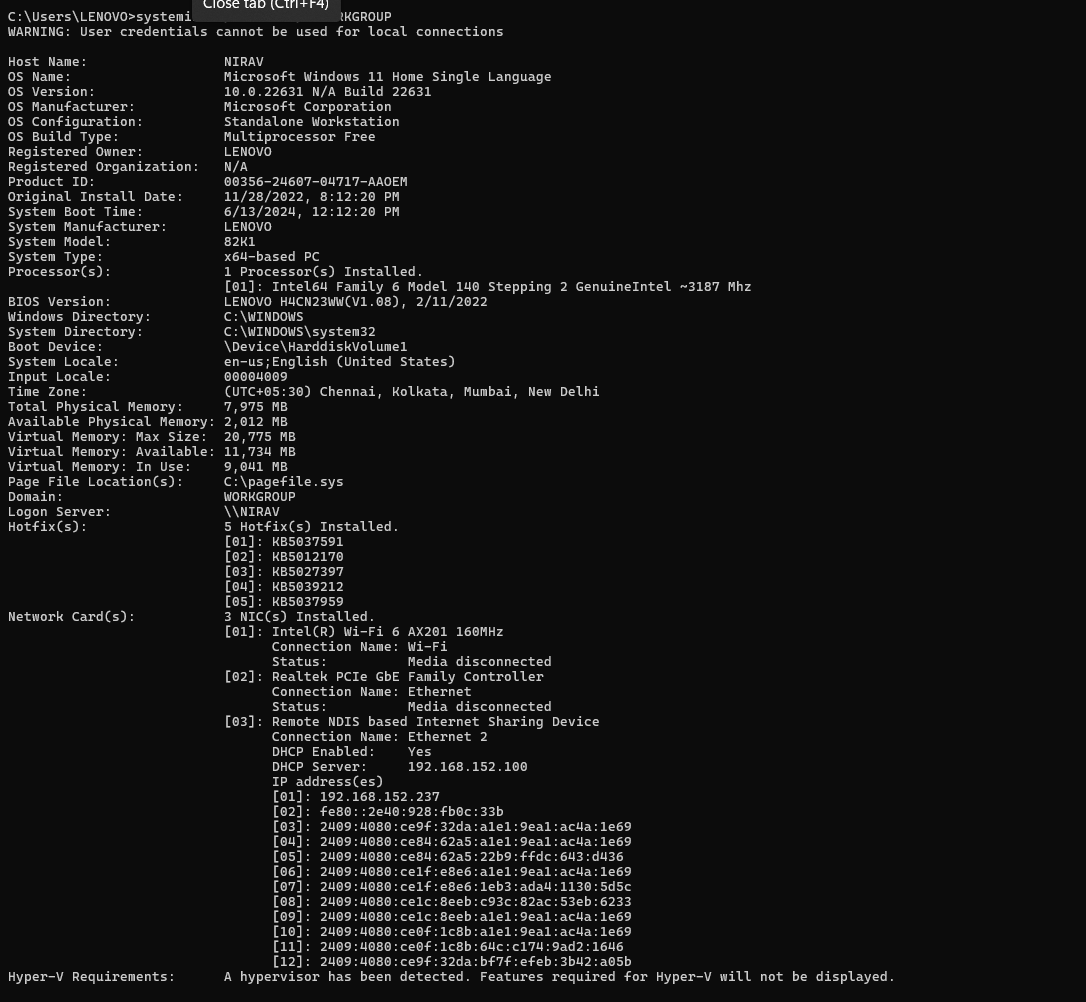 Close tab (Ctrl+F4)
C:\Users\LENOVO>systemi RKGROUP
WARNING: User credentials cannot be used for local connections
Host Name: NIRAV
OS Name: Microsoft Windows 11 Home Single Language
OS Version: 10.0.22631 N/A Build 22631
OS Manufacturer: Microsoft Corporation
OS Configuration: Standalone Workstation
OS Build Type: Multiprocessor Free
Registered Owner: LENOVO
Registered Organization: N/A
Product ID: 00356-24607-04717-AAOEM
Original Install Date: 11/28/2022, 8:12:20 PM
System Boot Time: 6/13/2024, 12:12:20 PM
System Manufacturer: LENOVO
System Model: 82K1
System Type: x64-based PC
Processor(s): 1 Processor(s) Installed.
[01]: Intel64 Family 6 Model 140 Stepping 2 GenuineIntel ~3187 Mhz
BIOS Version: LENOVO H4CN23WW(V1.08), 2/11/2022
Windows Directory: C:\WINDOWS
System Directory: C:\WINDOWS\system32
Boot Device: \Device\HarddiskVolume1
System Locale: en-us;English (United States)
Input Locale: 00004009
Time Zone: (UTC+05:30) Chennai, Kolkata, Mumbai, New Delhi
Total Physical Memory: 7,975 MB
Available Physical Memory: 2,012 MB
Virtual Memory: Max Size: 20,775 MB
Virtual Memory: Available: 11,734 MB
Virtual Memory: In Use: 9,041 MB
Page File Location(s): C:\pagefile.sys
Domain: WORKGROUP
Logon Server: \\NIRAV
Hotfix(s): 5 Hotfix(s) Installed.
[01]: KB5037591
[02]: KB5012170
[03]: KB5027397
[04]: KB5039212
[05]: KB5037959
Network Card(s): 3 NIC(s) Installed.
[01]: Intel(R) Wi-Fi 6 AX201 160MHz
Connection Name: Wi-Fi
Status: Media disconnected
[02]: Realtek PCIe GbE Family Controller
Connection Name: Ethernet
Status: Media disconnected
[03]: Remote NDIS based Internet Sharing Device
Connection Name: Ethernet 2
DHCP Enabled: Yes
DHCP Server: 192.168.152.100
IP address(es)
[01]: 192.168.152.237
[02]: fe80::2e40:928:fb0c:33b
[03]: 2409:4080:ce9f:32da:a1e1:9ea1:ac4a:1e69
[04]: 2409:4080:ce84:62a5:a1e1:9ea1:ac4a:1e69
[05]: 2409:4080:ce84:62a5:22b9:ffdc:643:d436
[06]: 2409:4080:ce1f:e8e6:a1e1:9ea1:ac4a:1e69
[07]: 2409:4080:ce1f:e8e6:1eb3:ada4:1130:5d5c
[08]: 2409:4080:ce1c:8eeb:c93c:82ac:53eb:6233
[09]: 2409:4080:ce1c:8eeb:a1e1:9ea1:ac4a:1e69
[10]: 2409:4080:ce0f:1c8b:a1e1:9ea1:ac4a:1e69
[11]: 2409:4080:ce0f:1c8b:64c:c174:9ad2:1646
[12]: 2409:4080:ce9f:32da:bf7f:efeb:3b42:a05b
Hyper-V Requirements: A hypervisor has been detected. Features required for Hyper-V will not be displayed.